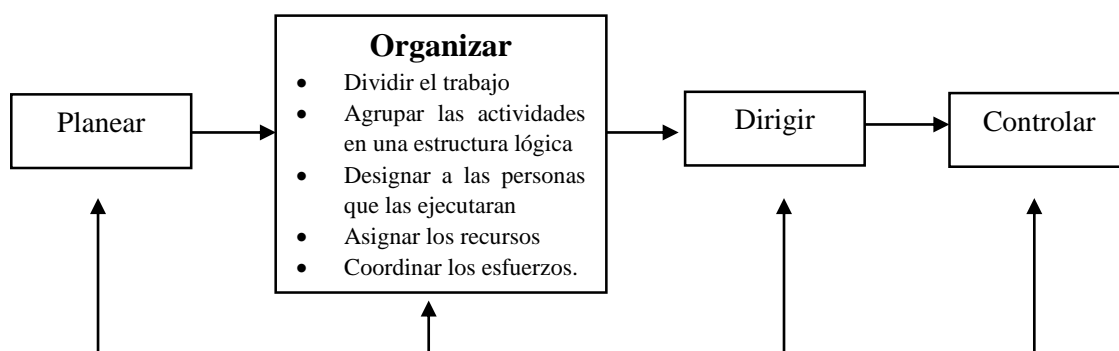 Planear
Organizar
• Dividir el trabajo
• Agrupar las actividades
en una estructura lógica
• Designar a las personas
que las ejecutaran
• Asignar los recursos
• Coordinar los esfuerzos.
Dirigir
Controlar